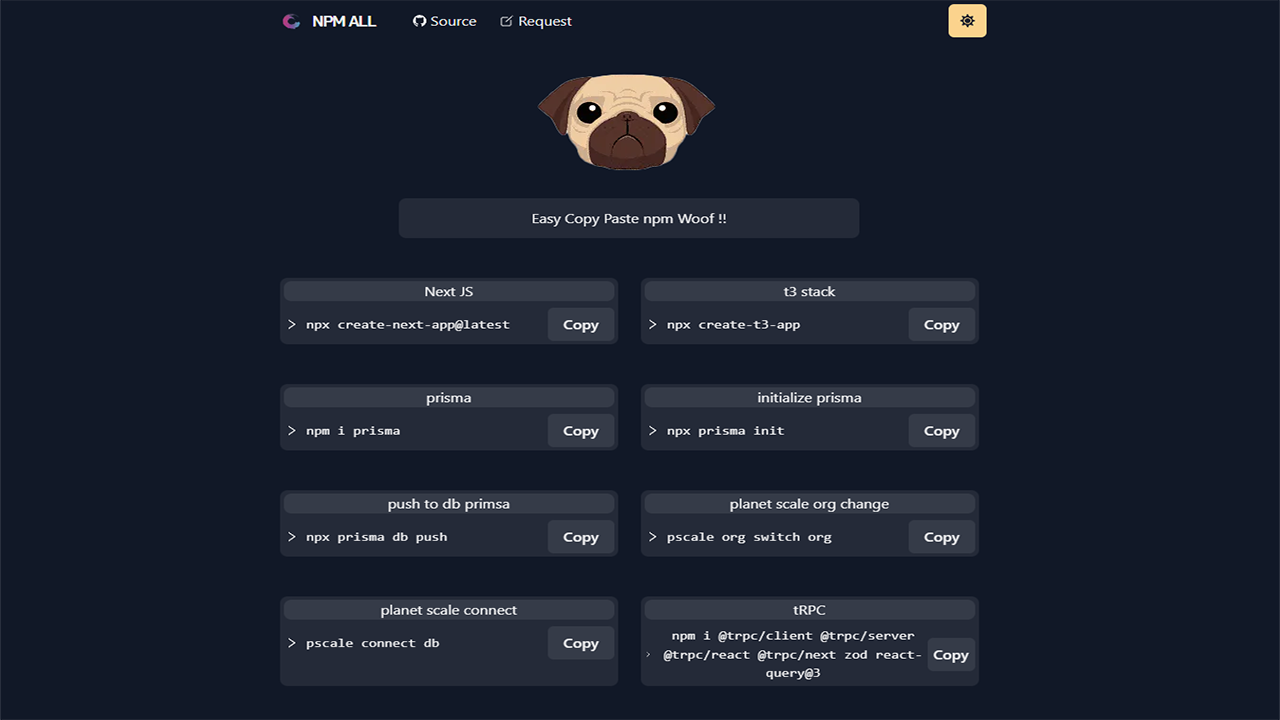 NPM ALL Source Request
Easy Copy Paste npm Woof !!
Next JS
> npx create-next-app@latest Copy
t3 stack
> npx create-t3-app Copy
prisma
> npm i prisma Copy
initialize prisma
> npx prisma init Copy
push to db primsa
> npx prisma db push Copy
planet scale org change
> pscale org switch org Copy
planet scale connect
> pscale connect db Copy
tRPC
npm i @trpc/client @trpc/server
> @trpc/react @trpc/next zod react- Copy
query@3